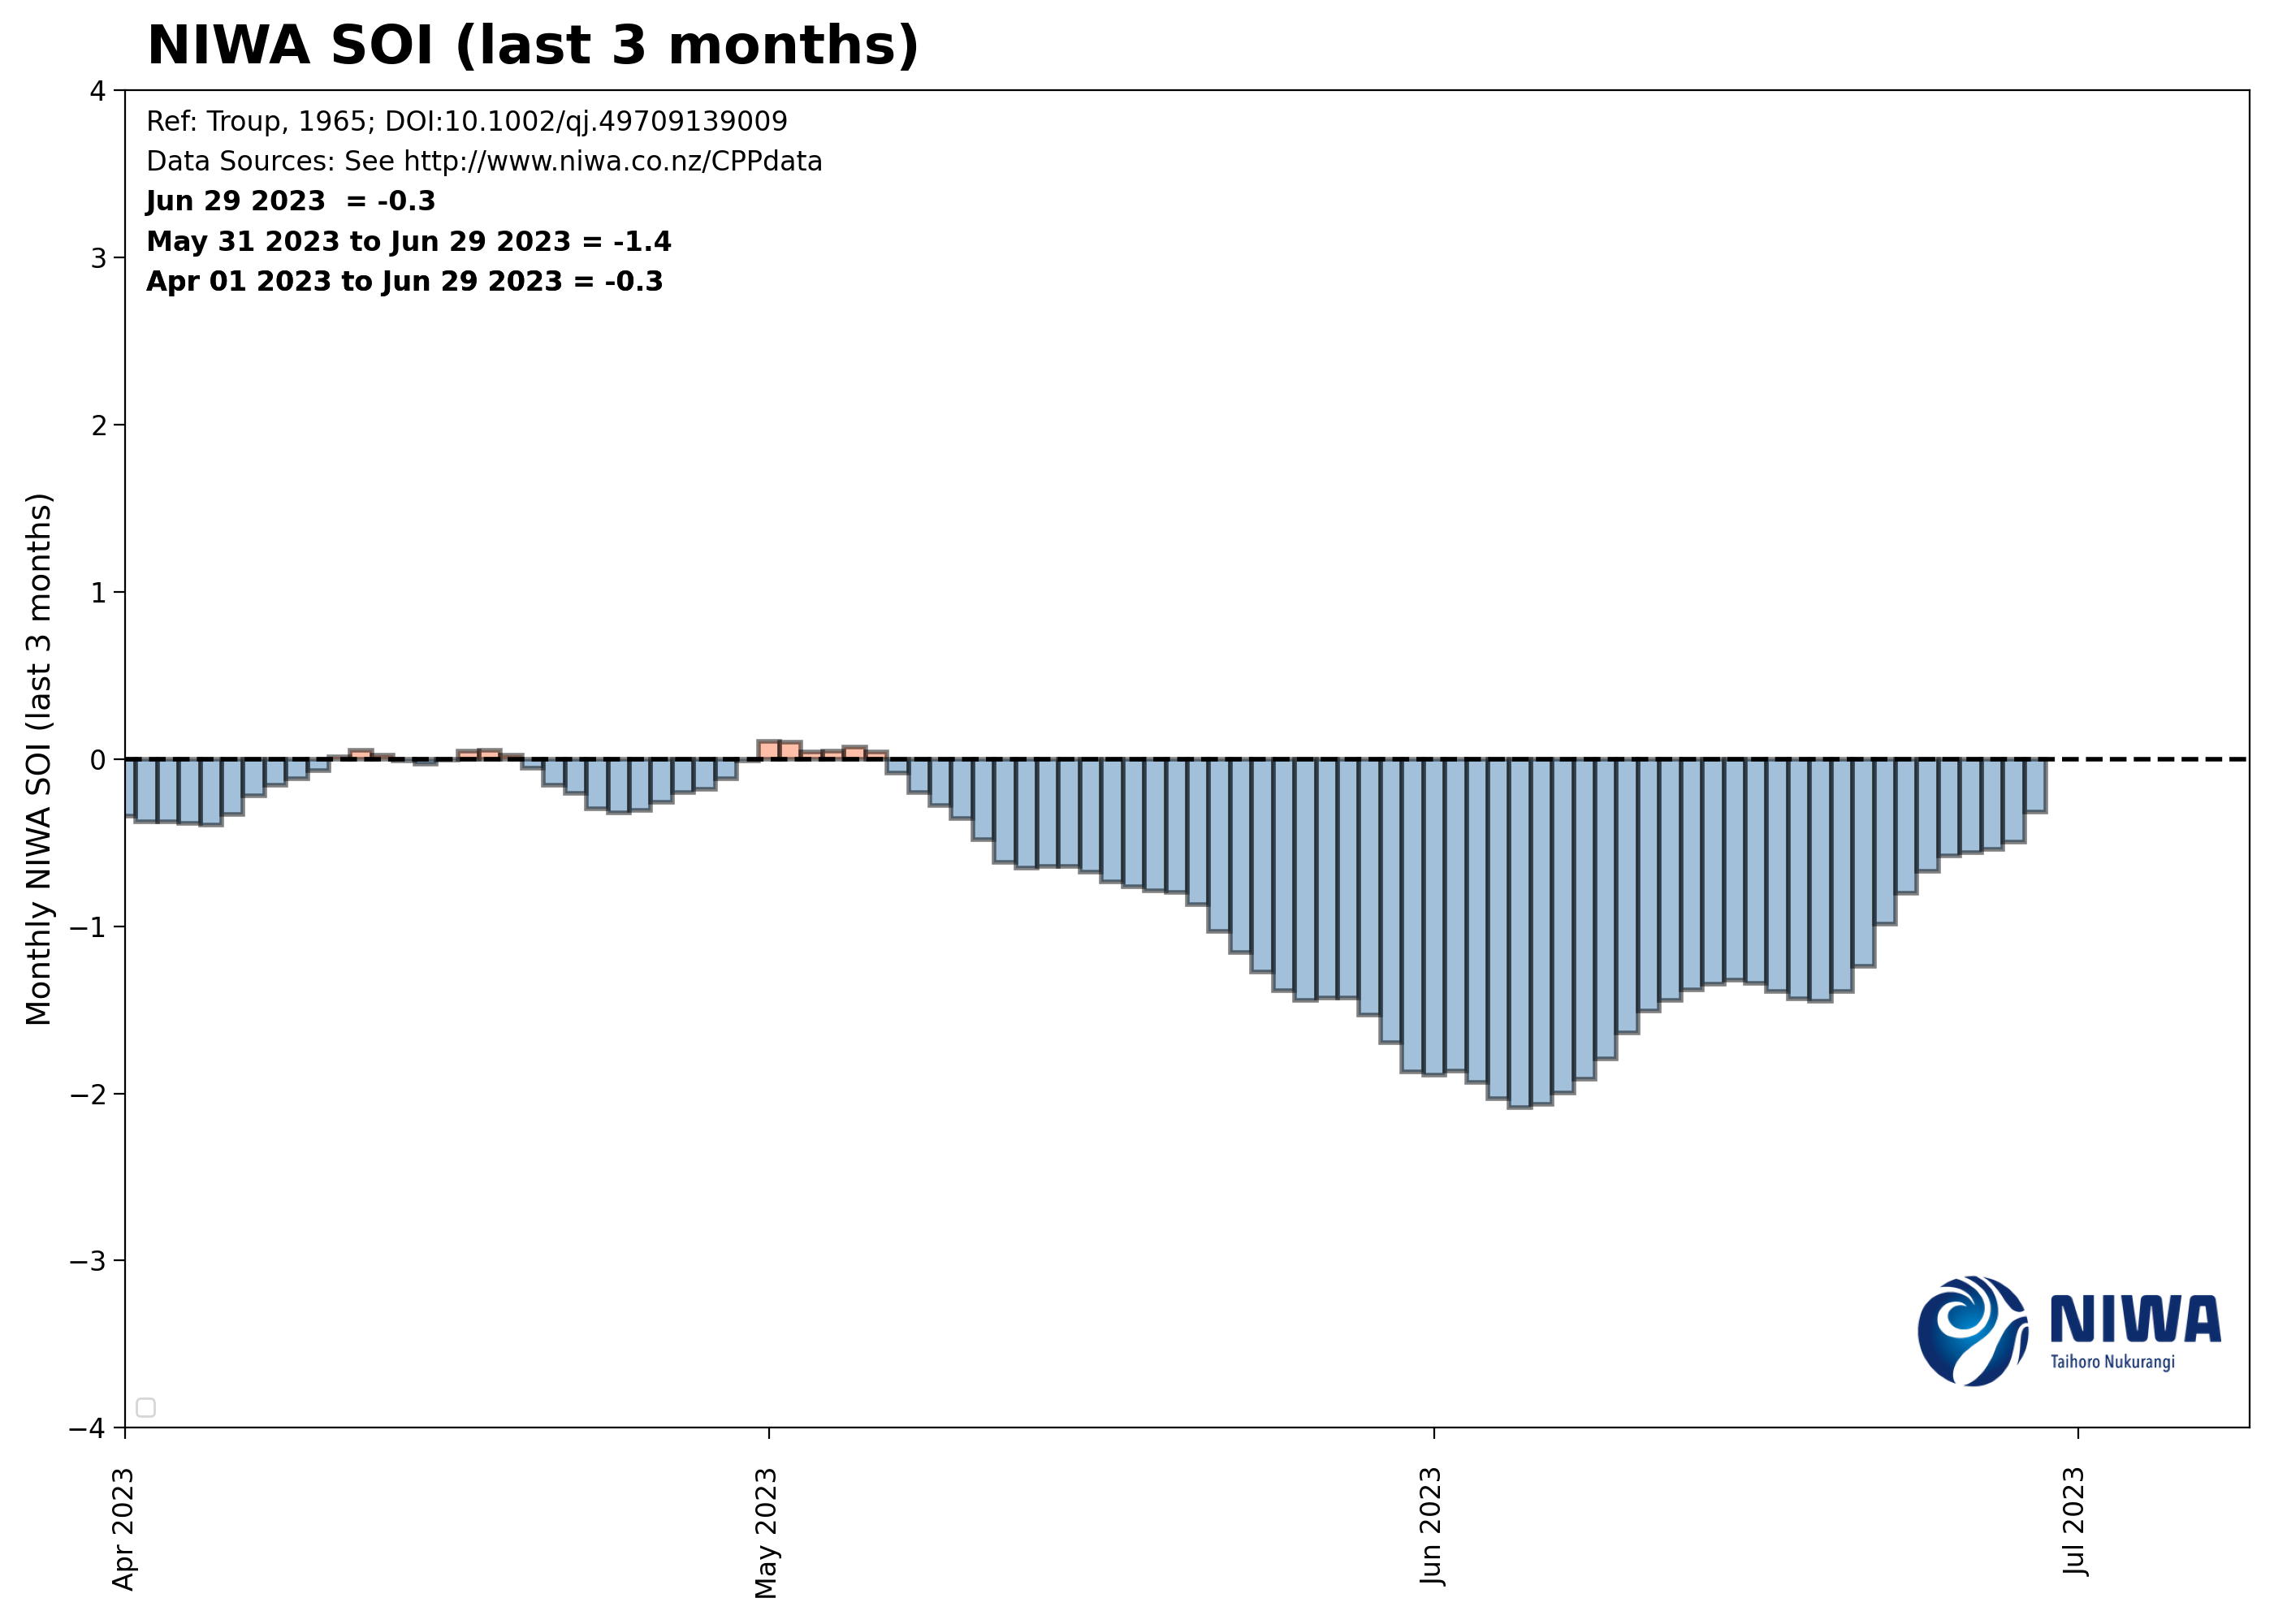 NIWA SOI (last 3 months)
Ref: Troup, 1965; DOI:10.1002/qj.49709139009
Data Sources: See http://www.niwa.co.nz/CPPdata
Jun 29 2023  = -0.3
May 31 2023 to Jun 29 2023 = -1.4
Apr 01 2023 to Jun 29 2023 = -0.3
Monthly NIWA SOI (last 3 months)
4
3
2
1
0
−1
−2
−3
−4
Apr 2023
May 2023
Jun 2023
Jul 2023
NIWA
Taihoro Nukurangi